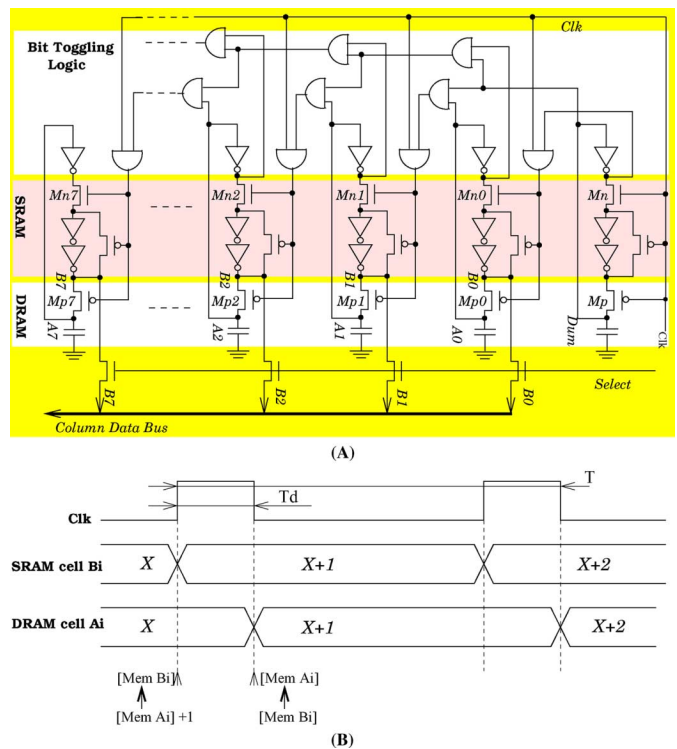 Clk
Bit Toggling
Logic
SRAM
Mn7
Mn2
Mn1
Mn0
Mn
B7
B2
B1
B0
DRAM
Mp7
Mp2
Mp1
Mp0
Mp
A7
A2
A1
A0
Dum
Clk
Select
B7
B2
B1
B0
Column Data Bus
(A)
T
Td
Clk
SRAM cell Bi
X
X+1
X+2
DRAM cell Ai
X
X+1
X+2
[Mem Bi]
[Mem Ai]
[Mem Ai] +1
[Mem Bi]
(B)